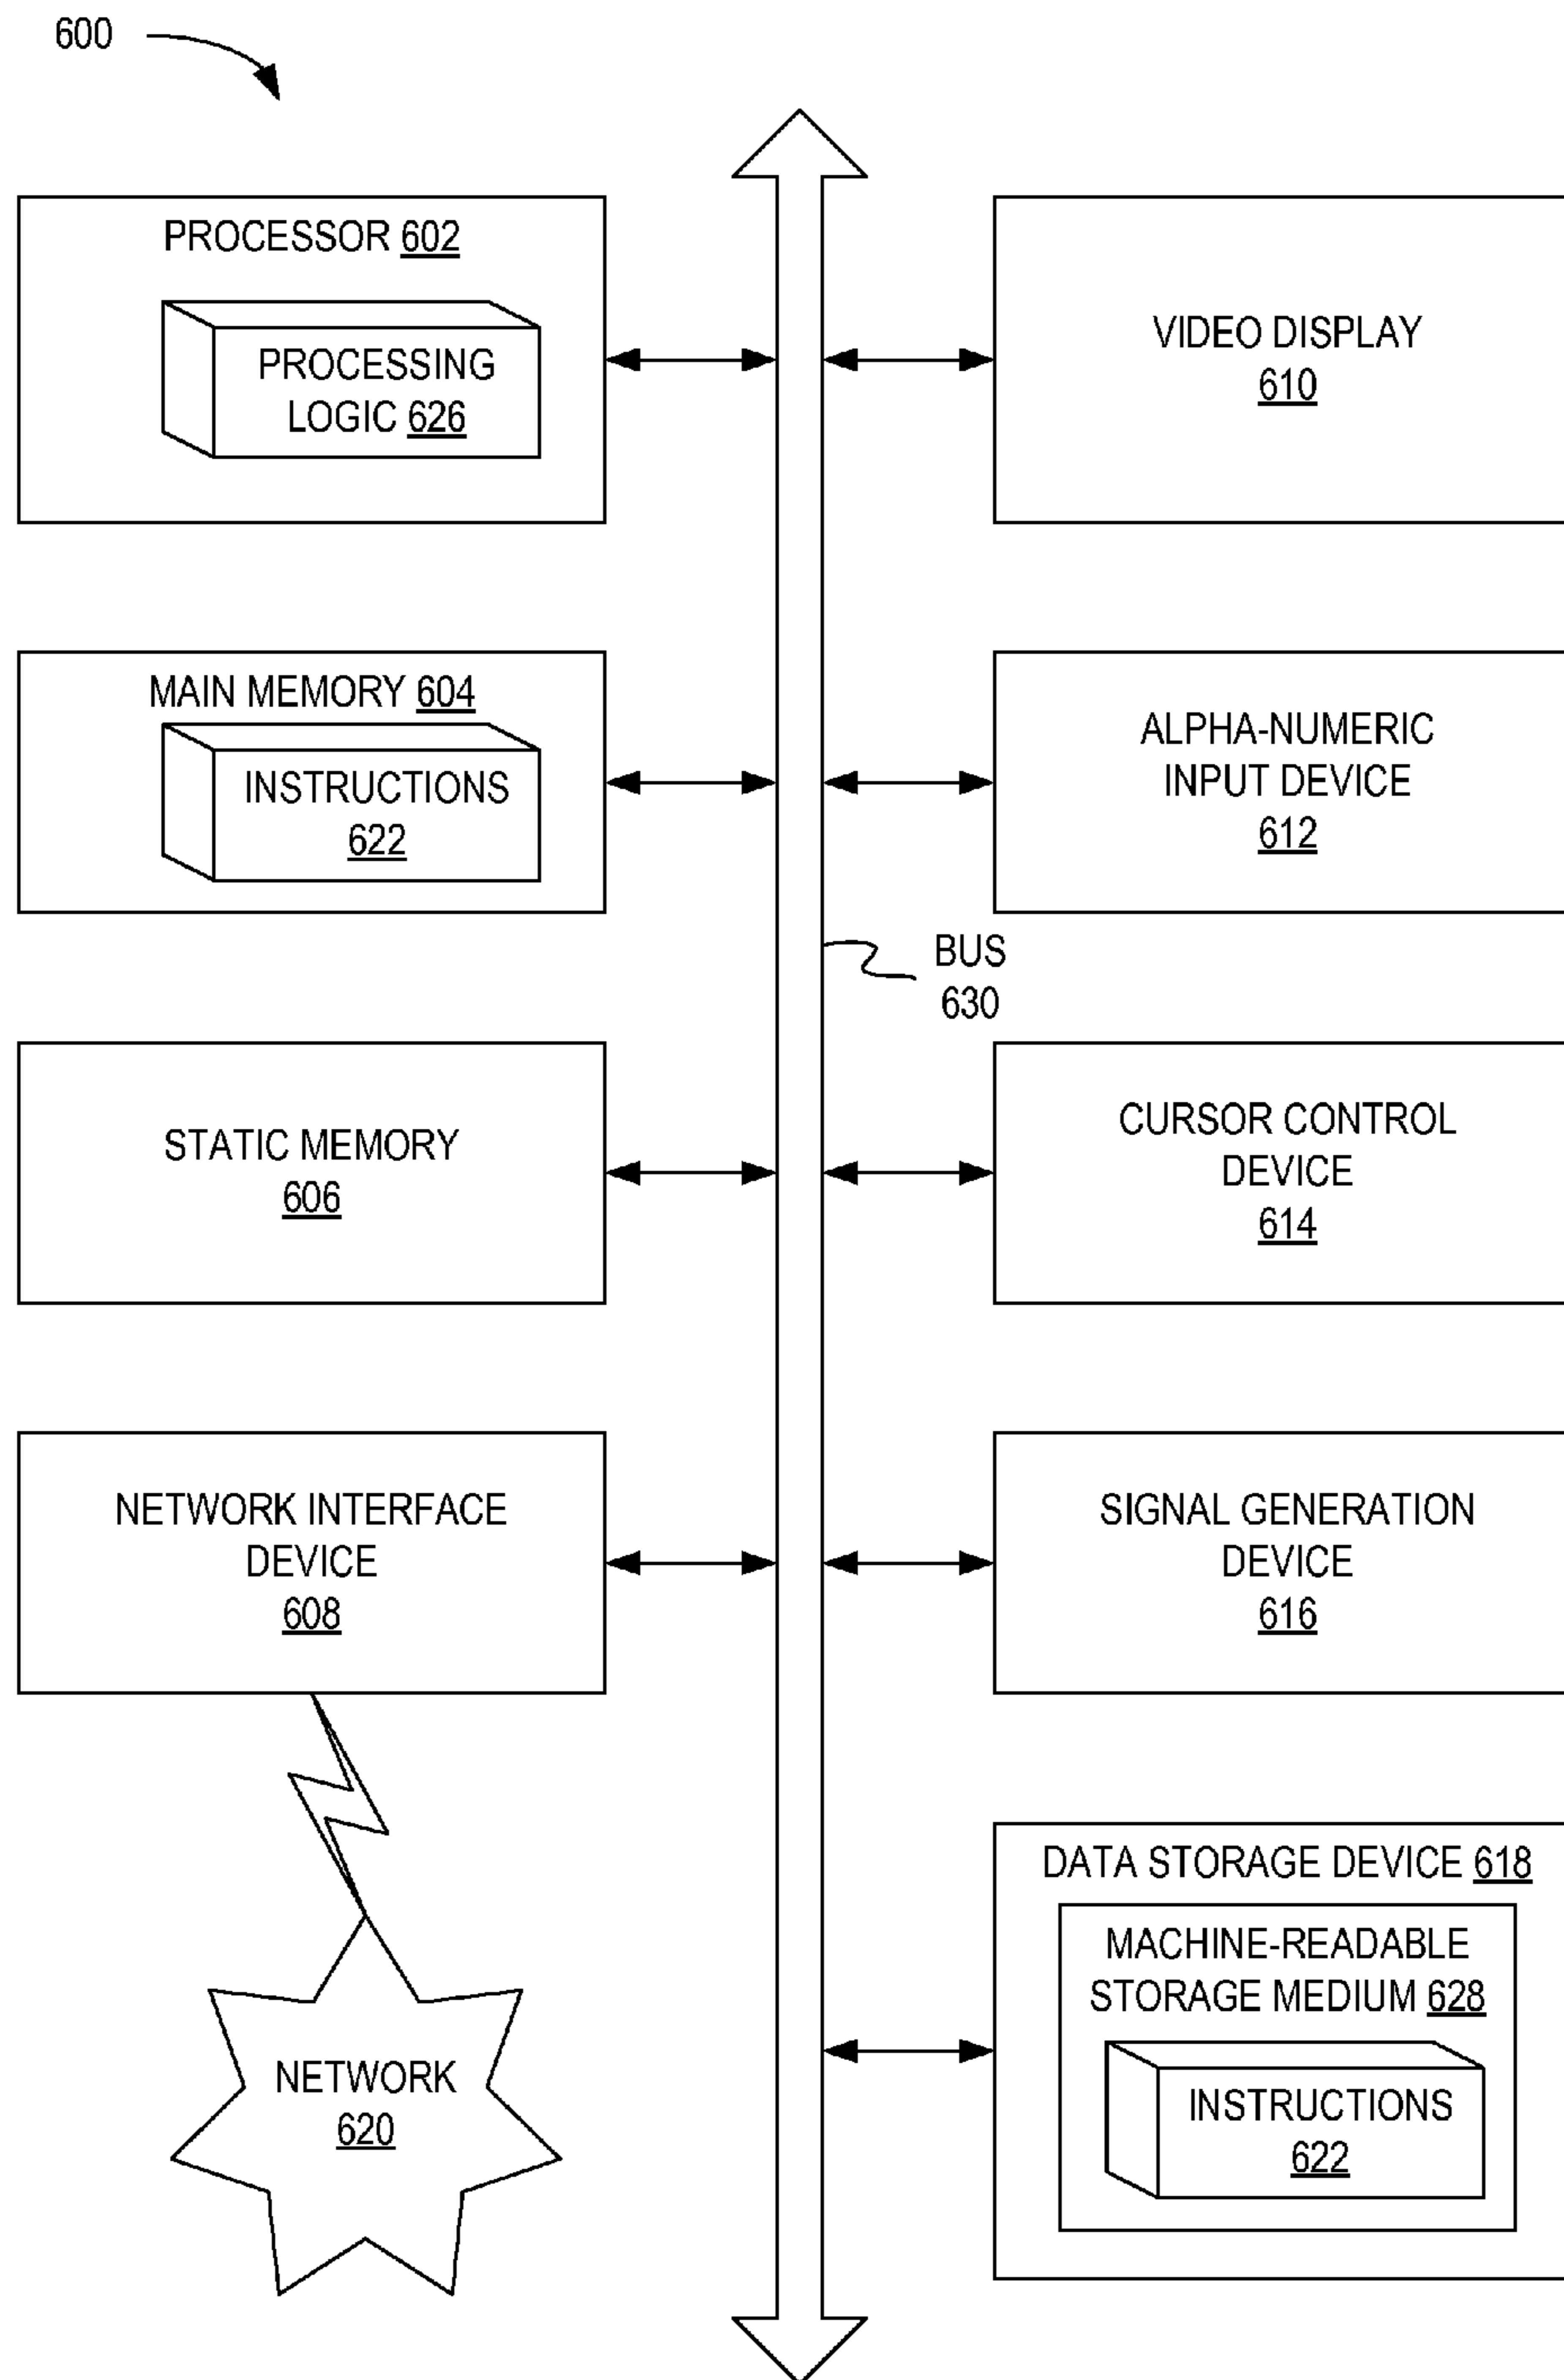 600
PROCESSOR 602
PROCESSING
LOGIC 626
VIDEO DISPLAY
610
MAIN MEMORY 604
INSTRUCTIONS
622
ALPHA-NUMERIC
INPUT DEVICE
612
BUS
630
STATIC MEMORY
606
CURSOR CONTROL
DEVICE
614
NETWORK INTERFACE
DEVICE
608
SIGNAL GENERATION
DEVICE
616
DATA STORAGE DEVICE 618
MACHINE-READABLE
STORAGE MEDIUM 628
INSTRUCTIONS
622
NETWORK
620